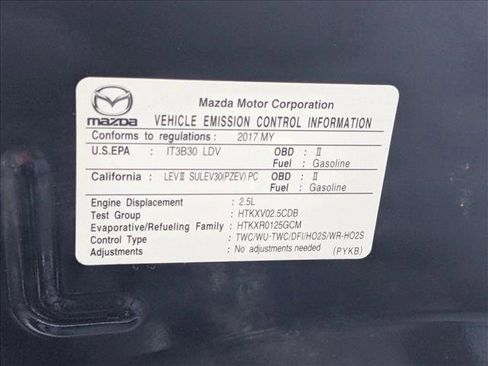 Mazda Motor Corporation
mazda VEHICLE EMISSION CONTROL INFORMATION
Conforms to regulations : 2017 MY
U.S.EPA : IT3B30 LDV OBD : II
Fuel : Gasoline
California : LEVIII SULEV30(PZEV) PC OBD : II
Fuel : Gasoline
Engine Displacement : 2.5L
Test Group : HTKXV02.5CDB
Evaporative/Refueling Family : HTKXR0125GCM
Control Type : TWC/WU-TWC/DFI/HO2S/WR-HO2S
Adjustments : No adjustments needed (PYKB)